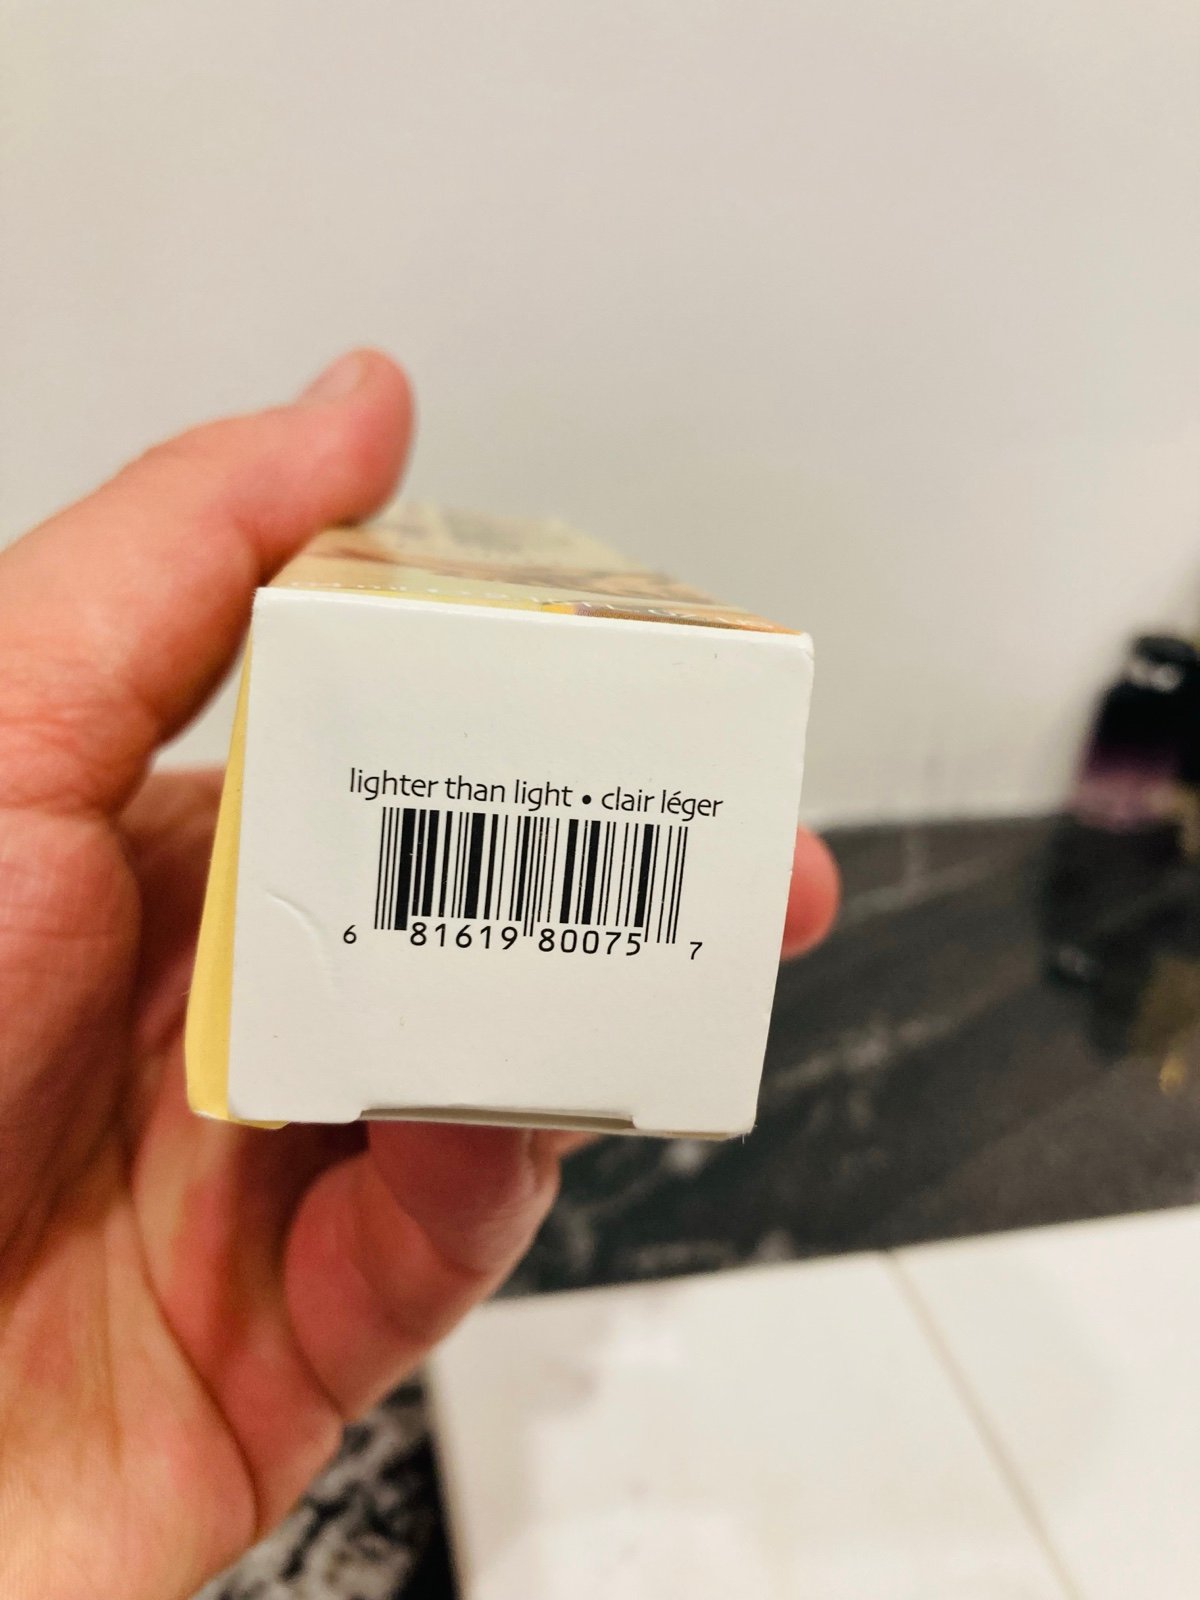 lighter than light • clair léger
6 81619 80075 7